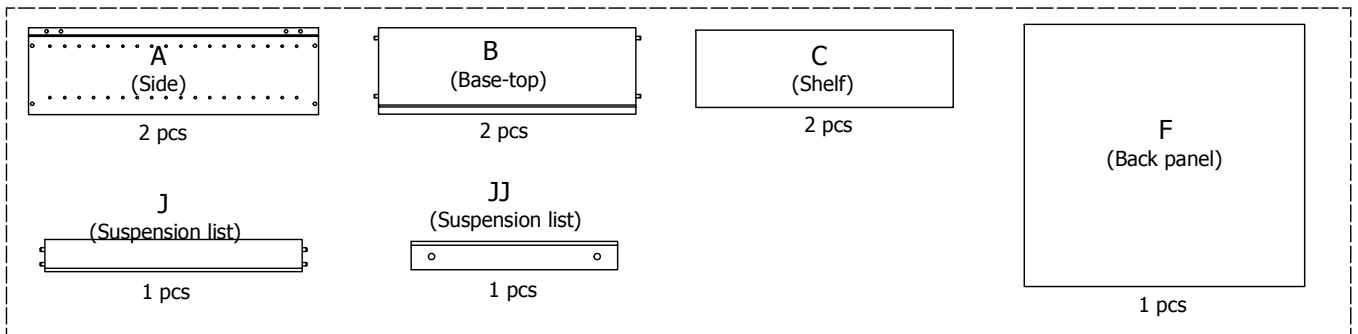 A
(Side)
2 pcs
B
(Base-top)
2 pcs
C
(Shelf)
2 pcs
F
(Back panel)
1 pcs
J
(Suspension list)
1 pcs
JJ
(Suspension list)
1 pcs